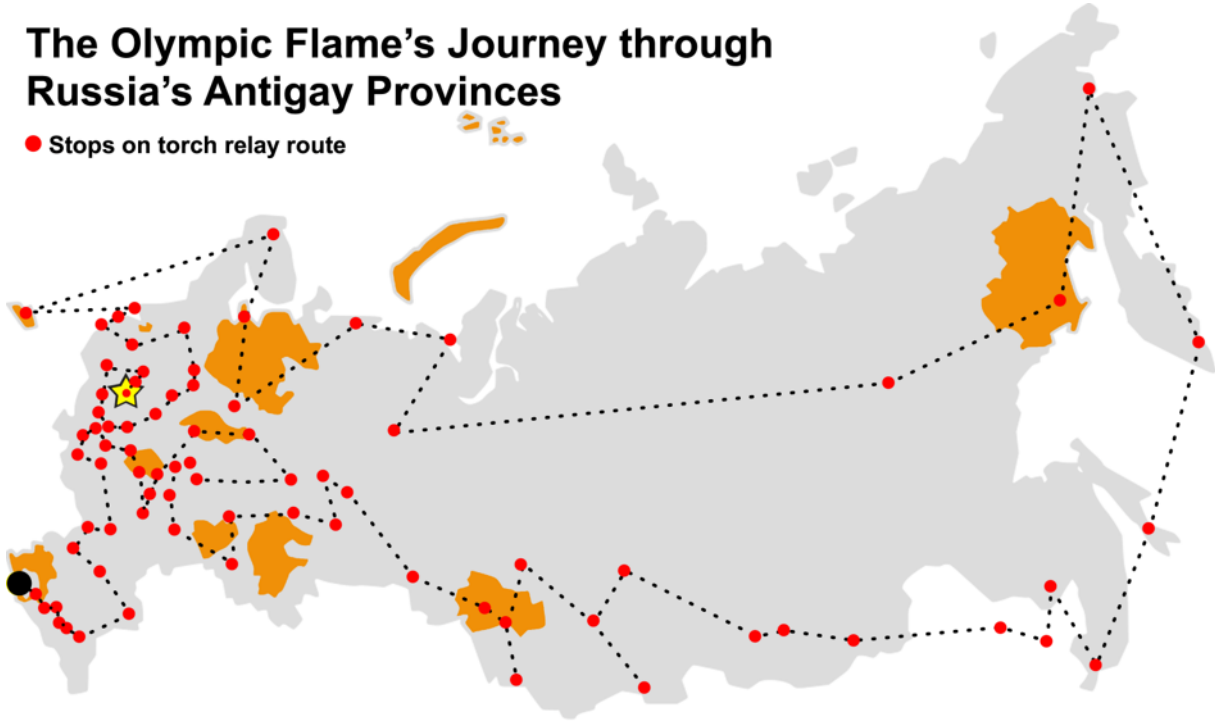 The Olympic Flame’s Journey through
Russia’s Antigay Provinces
Stops on torch relay route